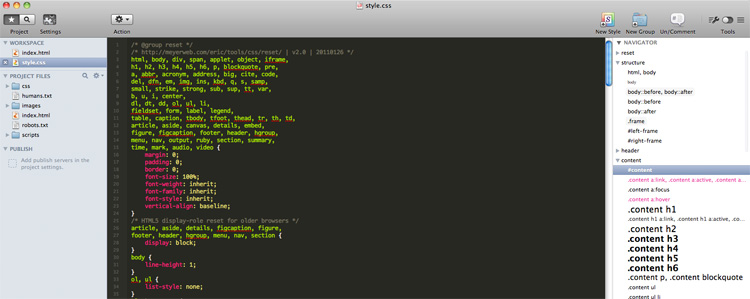 style.css
Project
Settings
Action
New Style
New Group
Un/Comment
Tools
WORKSPACE
index.html
style.css
PROJECT FILES
css
humans.txt
images
index.html
robots.txt
scripts
PUBLISH
Add publish servers in the
project settings.
/* @group reset */
/* http://meyerweb.com/eric/tools/css/reset/ | v2.0 | 20110126 */
html, body, div, span, applet, object, iframe,
h1, h2, h3, h4, h5, h6, p, blockquote, pre,
a, abbr, acronym, address, big, cite, code,
del, dfn, em, img, ins, kbd, q, s, samp,
small, strike, strong, sub, sup, tt, var,
b, u, i, center,
dl, dt, dd, ol, ul, li,
fieldset, form, label, legend,
table, caption, tbody, tfoot, thead, tr, th, td,
article, aside, canvas, details, embed,
figure, figcaption, footer, header, hgroup,
menu, nav, output, ruby, section, summary,
time, mark, audio, video {
margin: 0;
padding: 0;
border: 0;
font-size: 100%;
font-weight: inherit;
font-family: inherit;
font-style: inherit;
vertical-align: baseline;
}
/* HTML5 display-role reset for older browsers */
article, aside, details, figcaption, figure,
footer, header, hgroup, menu, nav, section {
display: block;
}
body {
line-height: 1;
}
ol, ul {
list-style: none;
}
NAVIGATOR
reset
structure
html, body
body
body::before, body::after
body::before
body::after
.frame
#left-frame
#right-frame
header
content
#content
.content a:link, .content a:active, .co...
.content a:focus
.content a:hover
.content h1
.content h1 a:link, .content h1 a:active, .co...
.content h2
.content h3
.content h4
.content h5
.content h6
.content p, .content blockquote
.content ul
.content ul li